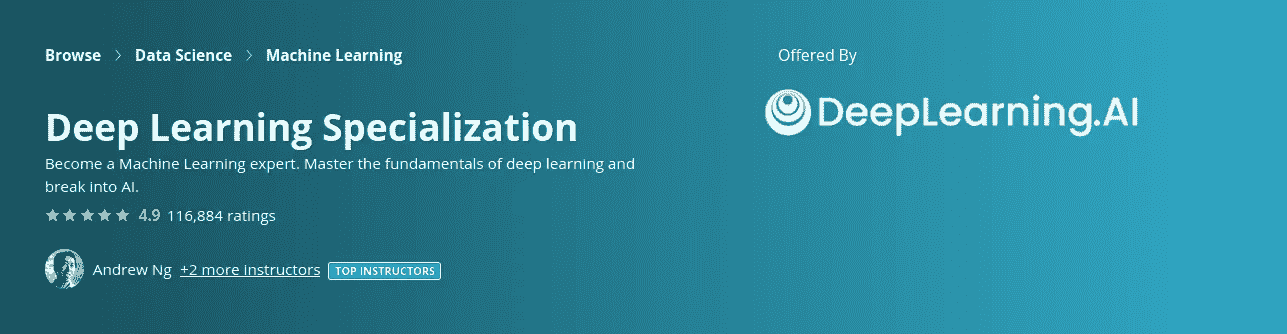 Browse > Data Science > Machine Learning
Offered By
DeepLearning.AI
Deep Learning Specialization
Become a Machine Learning expert. Master the fundamentals of deep learning and
break into AI.
4.9 116,884 ratings
Andrew Ng +2 more instructors TOP INSTRUCTORS